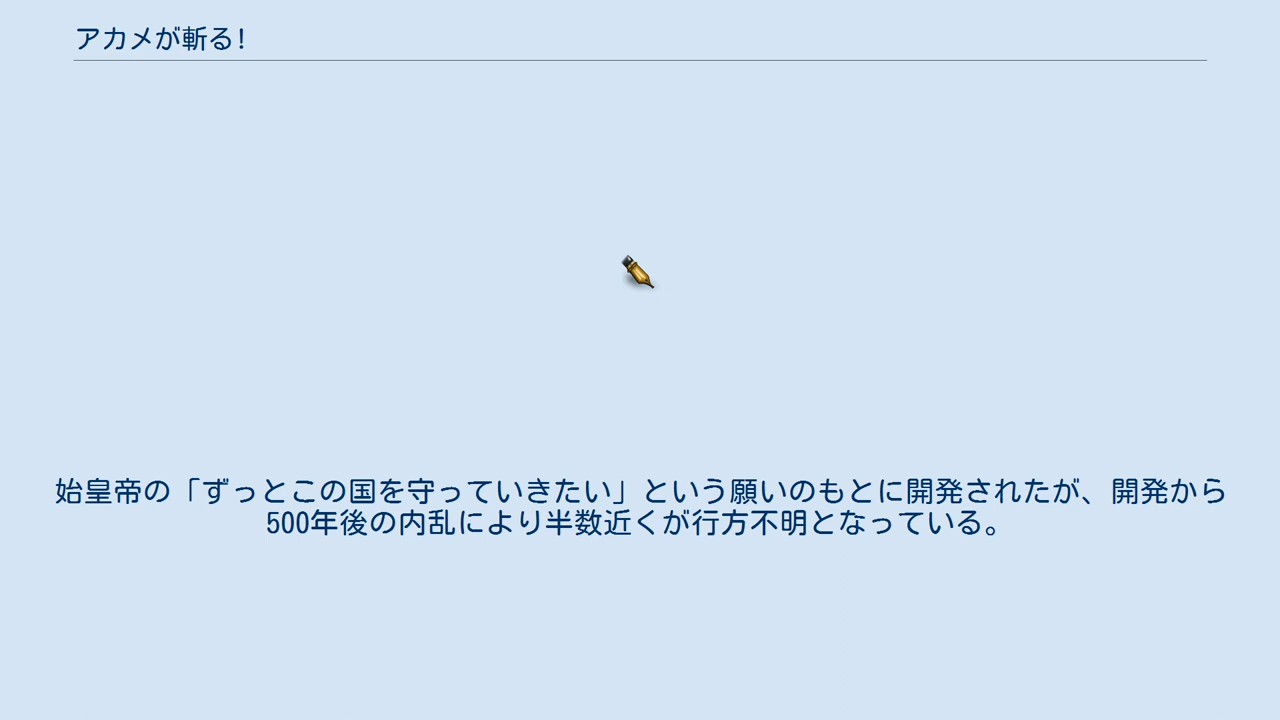 アカメが斬る!
始皇帝の「ずっとこの国を守っていきたい」という願いのもとに開発されたが、開発から
500年後の内乱により半数近くが行方不明となっている。